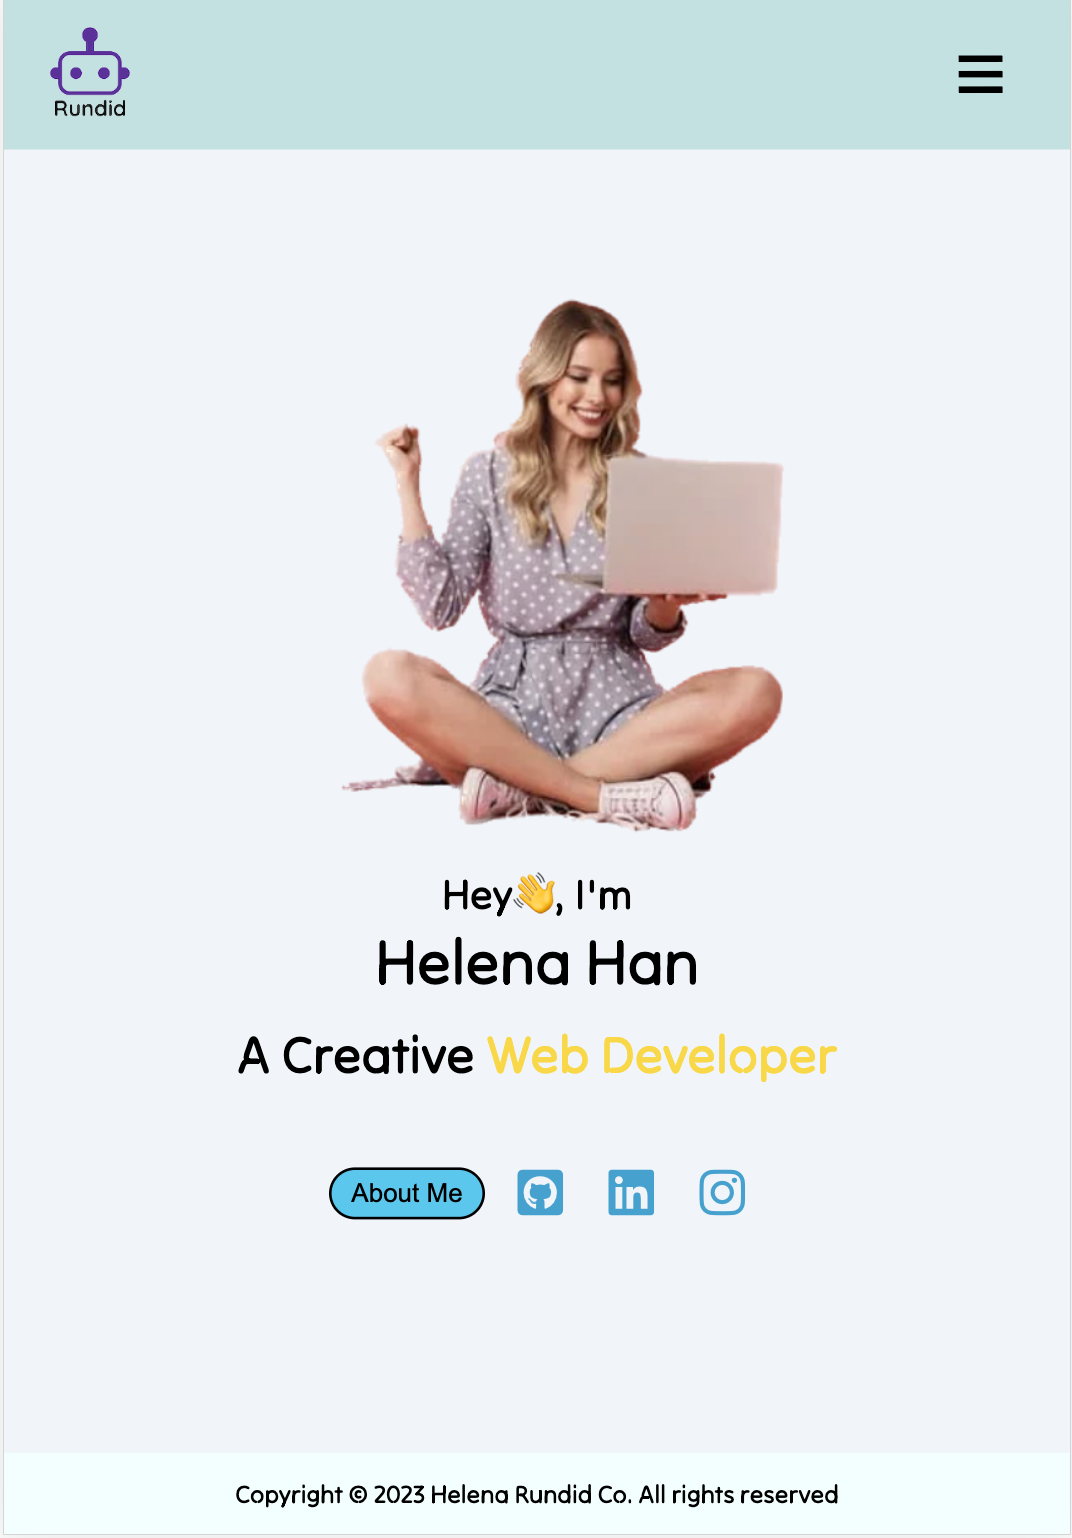 Rundid
Hey👋, I'm
Helena Han
A Creative Web Developer
About Me
in
Copyright © 2023 Helena Rundid Co. All rights reserved